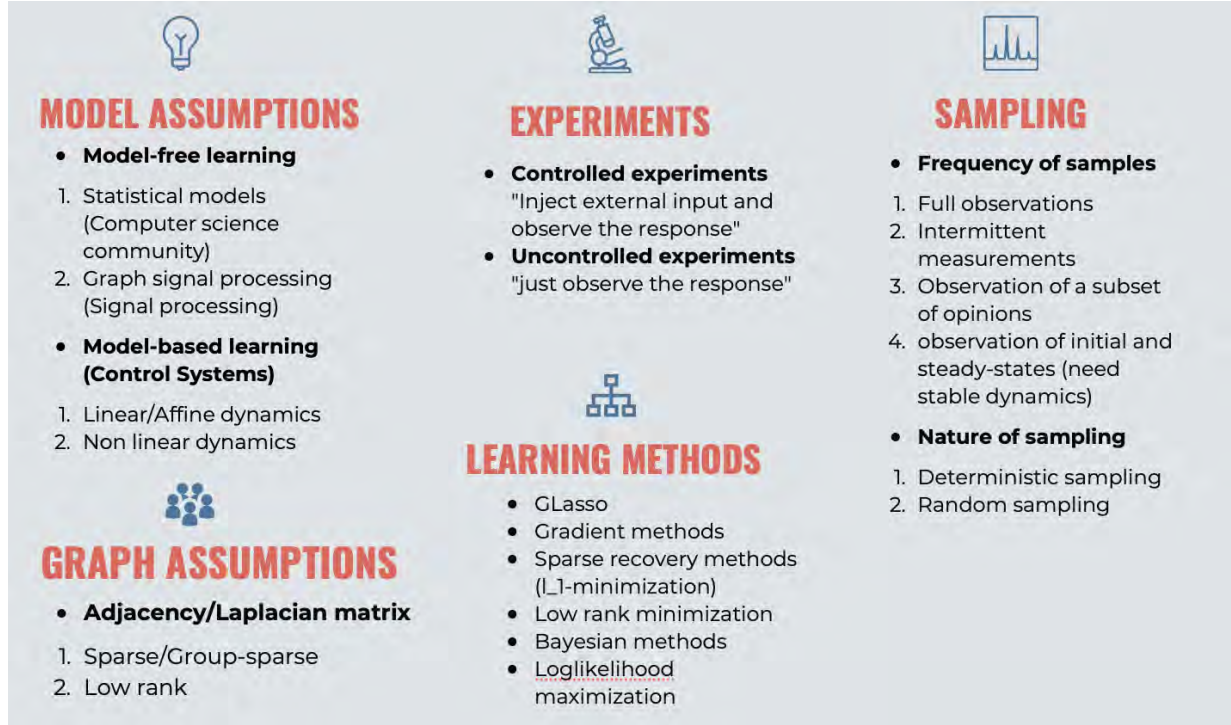 MODEL ASSUMPTIONS
• Model-free learning
1. Statistical models
(Computer science
community)
2. Graph signal processing
(Signal processing)
• Model-based learning
(Control Systems)
1. Linear/Affine dynamics
2. Non linear dynamics
GRAPH ASSUMPTIONS
• Adjacency/Laplacian matrix
1. Sparse/Group-sparse
2. Low rank
EXPERIMENTS
• Controlled experiments
"Inject external input and
observe the response"
• Uncontrolled experiments
"just observe the response"
LEARNING METHODS
• GLasso
• Gradient methods
• Sparse recovery methods
(l_1-minimization)
• Low rank minimization
• Bayesian methods
• Loglikelihood
maximization
SAMPLING
• Frequency of samples
1. Full observations
2. Intermittent
measurements
3. Observation of a subset
of opinions
4. observation of initial and
steady-states (need
stable dynamics)
• Nature of sampling
1. Deterministic sampling
2. Random sampling